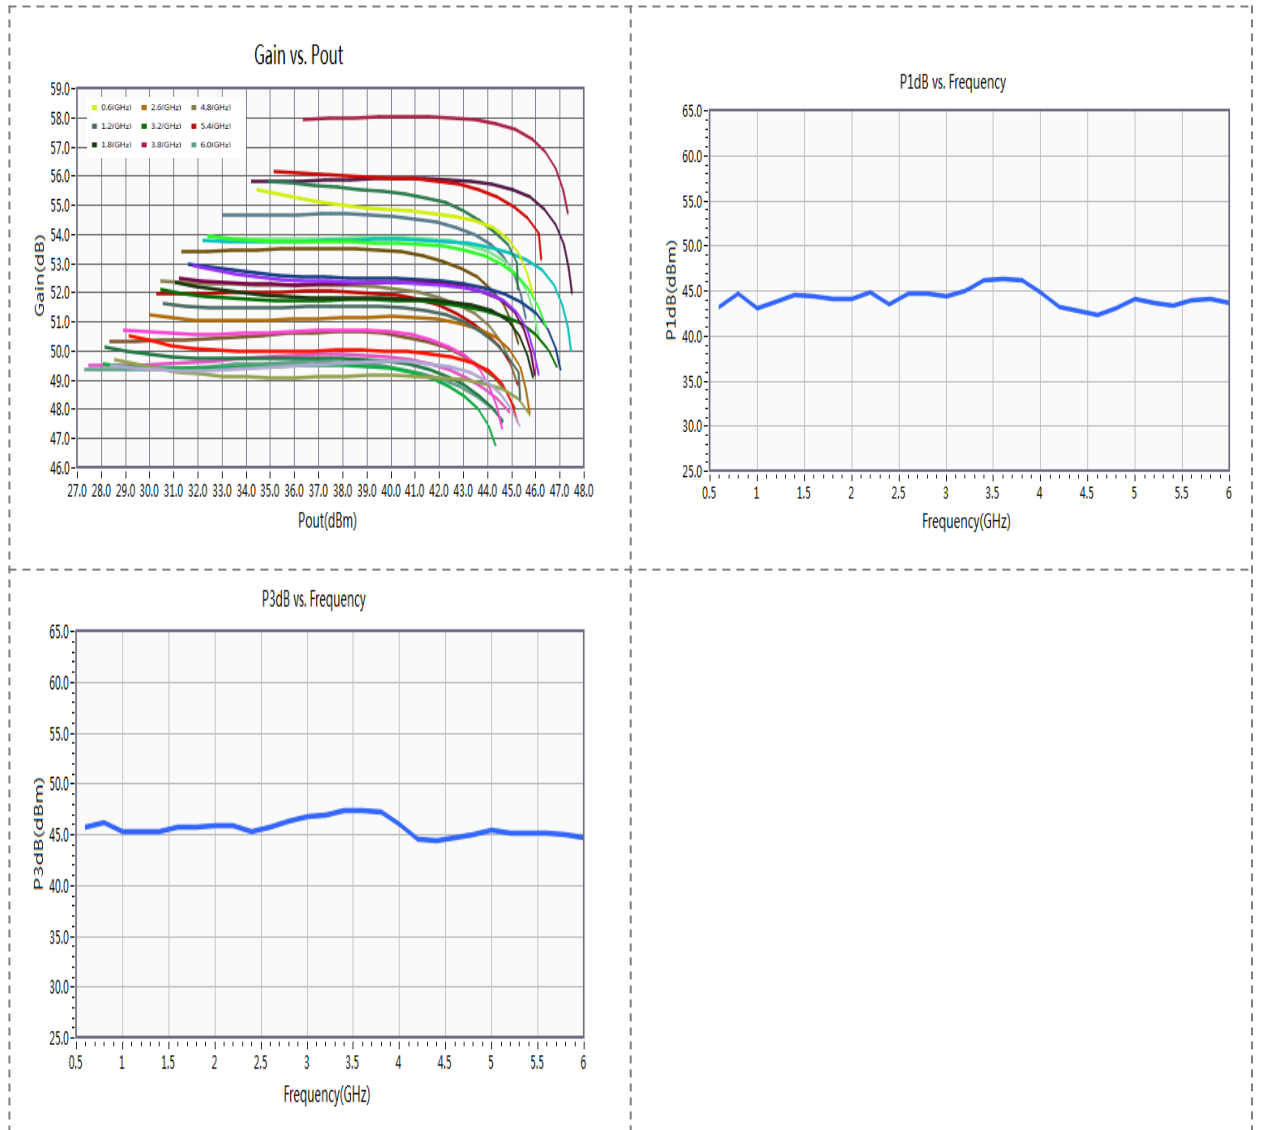 Gain vs. Pout
59.0
58.0
57.0
56.0
55.0
54.0
53.0
52.0
51.0
50.0
49.0
48.0
47.0
46.0
Gain(dB)
0.6(GHz) 2.6(GHz) 4.8(GHz)
1.2(GHz) 3.2(GHz) 5.4(GHz)
1.8(GHz) 3.8(GHz) 6.0(GHz)
27.0 28.0 29.0 30.0 31.0 32.0 33.0 34.0 35.0 36.0 37.0 38.0 39.0 40.0 41.0 42.0 43.0 44.0 45.0 46.0 47.0 48.0
Pout(dBm)
P1dB vs. Frequency
65.0
60.0
55.0
50.0
45.0
40.0
35.0
30.0
25.0
P1dB(dBm)
0.5 1 1.5 2 2.5 3 3.5 4 4.5 5 5.5 6
Frequency(GHz)
P3dB vs. Frequency
65.0
60.0
55.0
50.0
45.0
40.0
35.0
30.0
25.0
P3dB(dBm)
0.5 1 1.5 2 2.5 3 3.5 4 4.5 5 5.5 6
Frequency(GHz)